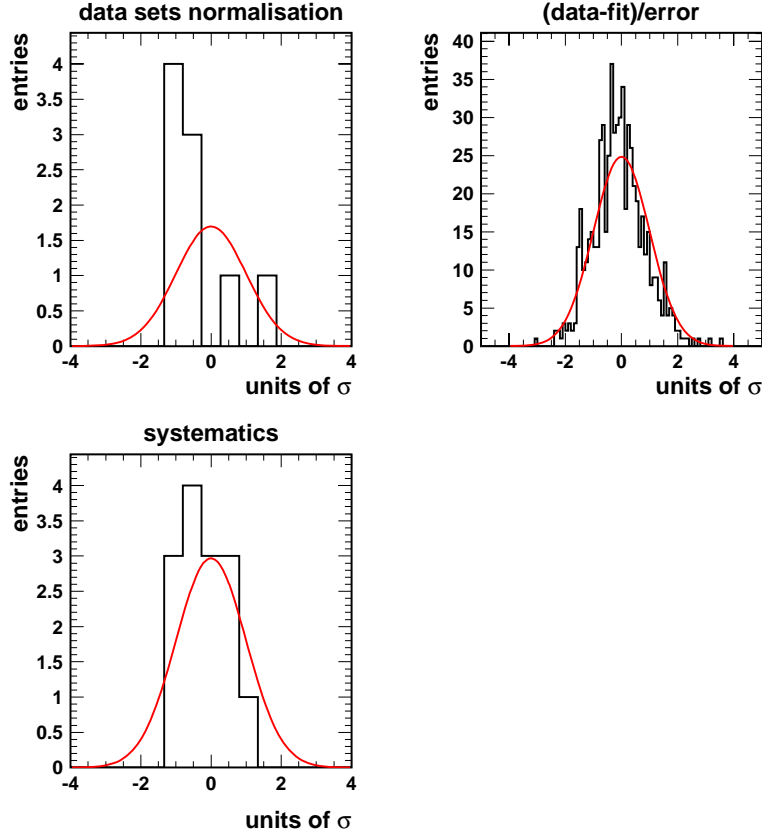 data sets normalisation
entries
4
3.5
3
2.5
2
1.5
1
0.5
0
-4 -2 0 2 4
units of σ
(data-fit)/error
entries
40
35
30
25
20
15
10
5
0
-4 -2 0 2 4
units of σ
systematics
entries
4
3.5
3
2.5
2
1.5
1
0.5
0
-4 -2 0 2 4
units of σ